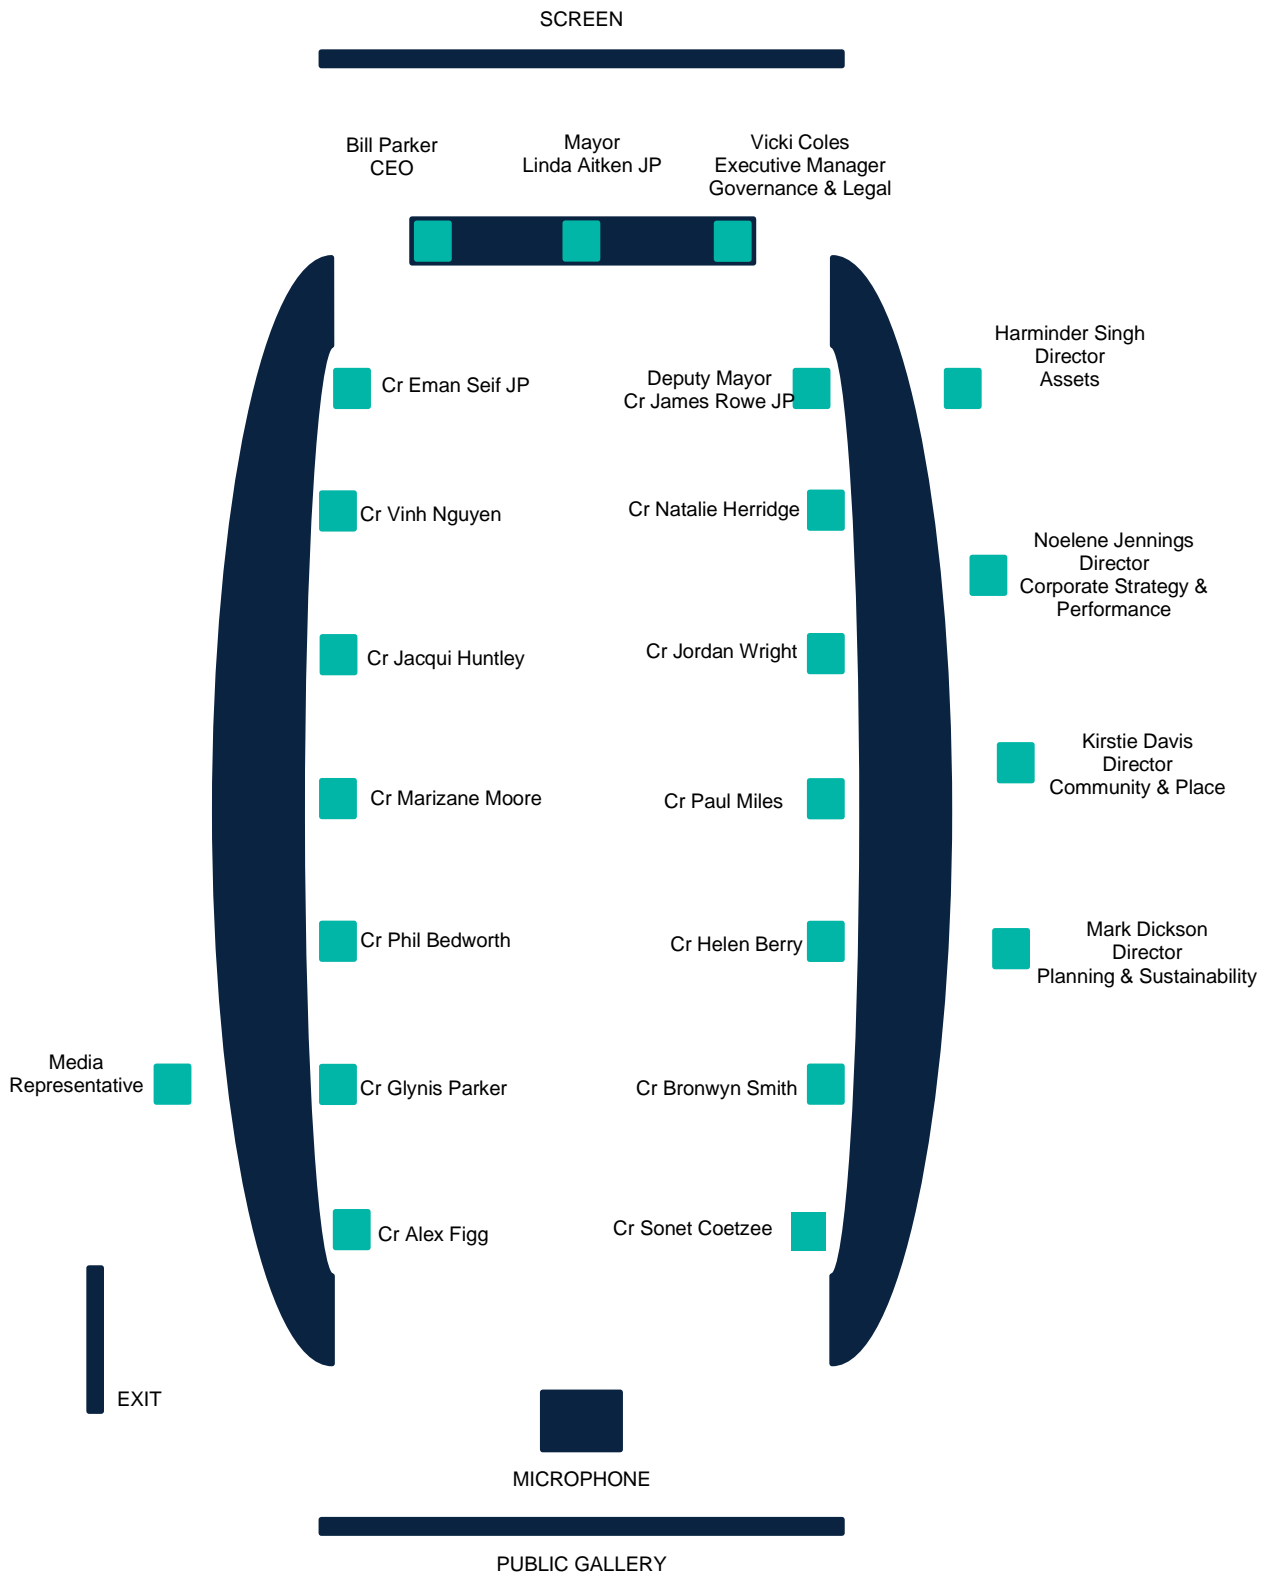 SCREEN
Bill Parker
CEO
Mayor
Linda Aitken JP
Vicki Coles
Executive Manager
Governance & Legal
Harminder Singh
Director
Assets
Cr Eman Seif JP
Deputy Mayor
Cr James Rowe JP
Cr Vinh Nguyen
Cr Natalie Herridge
Noelene Jennings
Director
Corporate Strategy &
Performance
Cr Jacqui Huntley
Cr Jordan Wright
Kirstie Davis
Director
Community & Place
Cr Marizane Moore
Cr Paul Miles
Cr Phil Bedworth
Cr Helen Berry
Mark Dickson
Director
Planning & Sustainability
Media
Representative
Cr Glynis Parker
Cr Bronwyn Smith
Cr Alex Figg
Cr Sonet Coetzee
EXIT
MICROPHONE
PUBLIC GALLERY